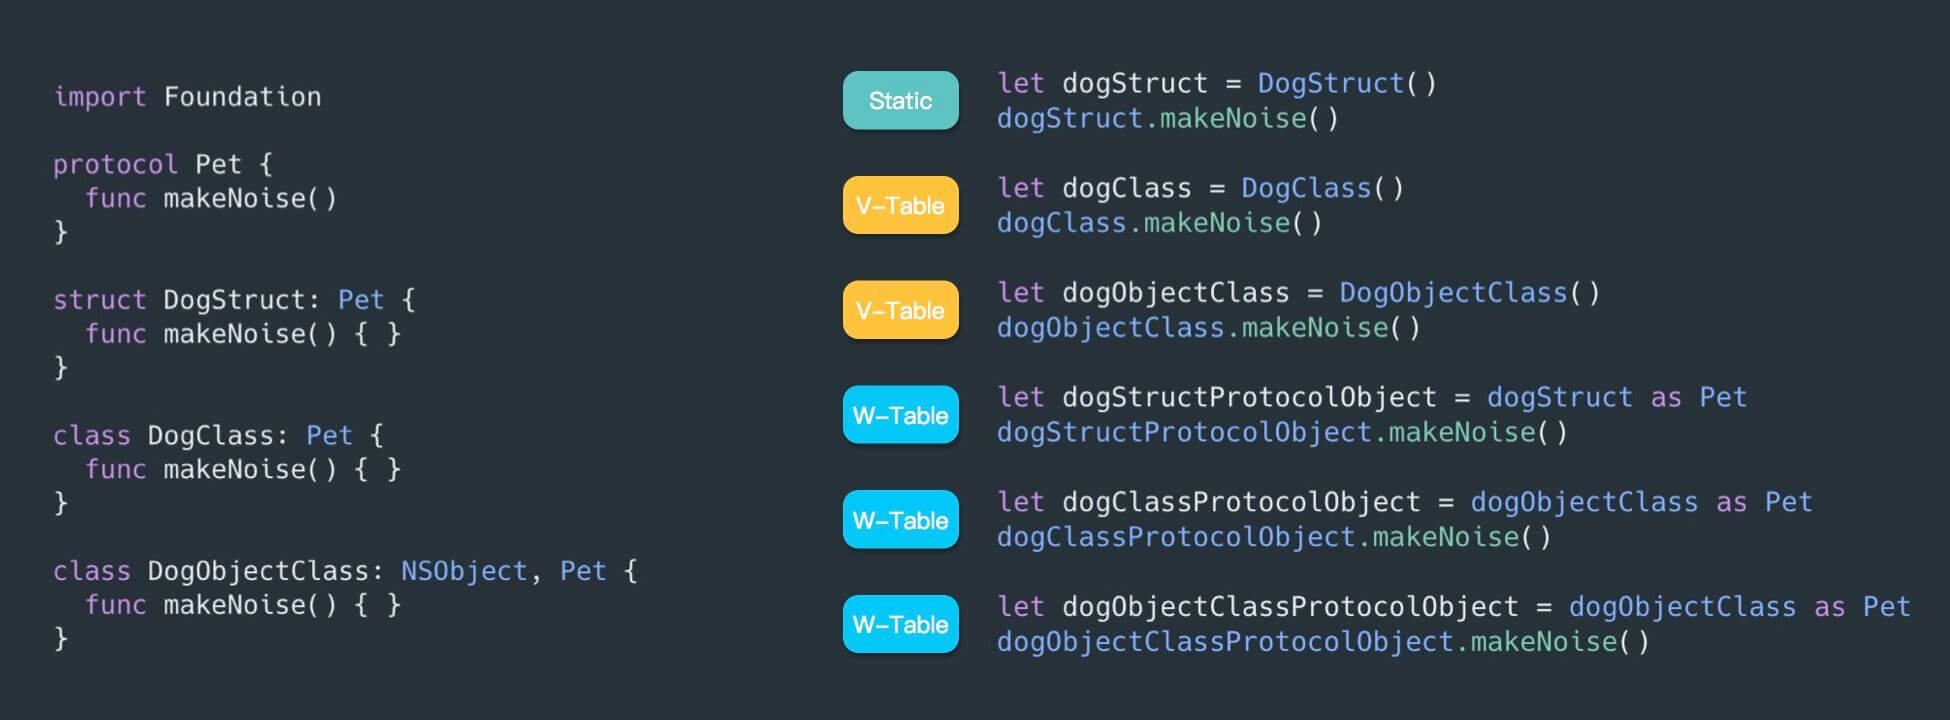 import Foundation
protocol Pet {
  func makeNoise()
}
struct DogStruct: Pet {
  func makeNoise() { }
}
class DogClass: Pet {
  func makeNoise() { }
}
class DogObjectClass: NSObject, Pet {
  func makeNoise() { }
}
Static
let dogStruct = DogStruct()
dogStruct.makeNoise()
V-Table
let dogClass = DogClass()
dogClass.makeNoise()
V-Table
let dogObjectClass = DogObjectClass()
dogObjectClass.makeNoise()
W-Table
let dogStructProtocolObject = dogStruct as Pet
dogStructProtocolObject.makeNoise()
W-Table
let dogClassProtocolObject = dogObjectClass as Pet
dogClassProtocolObject.makeNoise()
W-Table
let dogObjectClassProtocolObject = dogObjectClass as Pet
dogObjectClassProtocolObject.makeNoise()